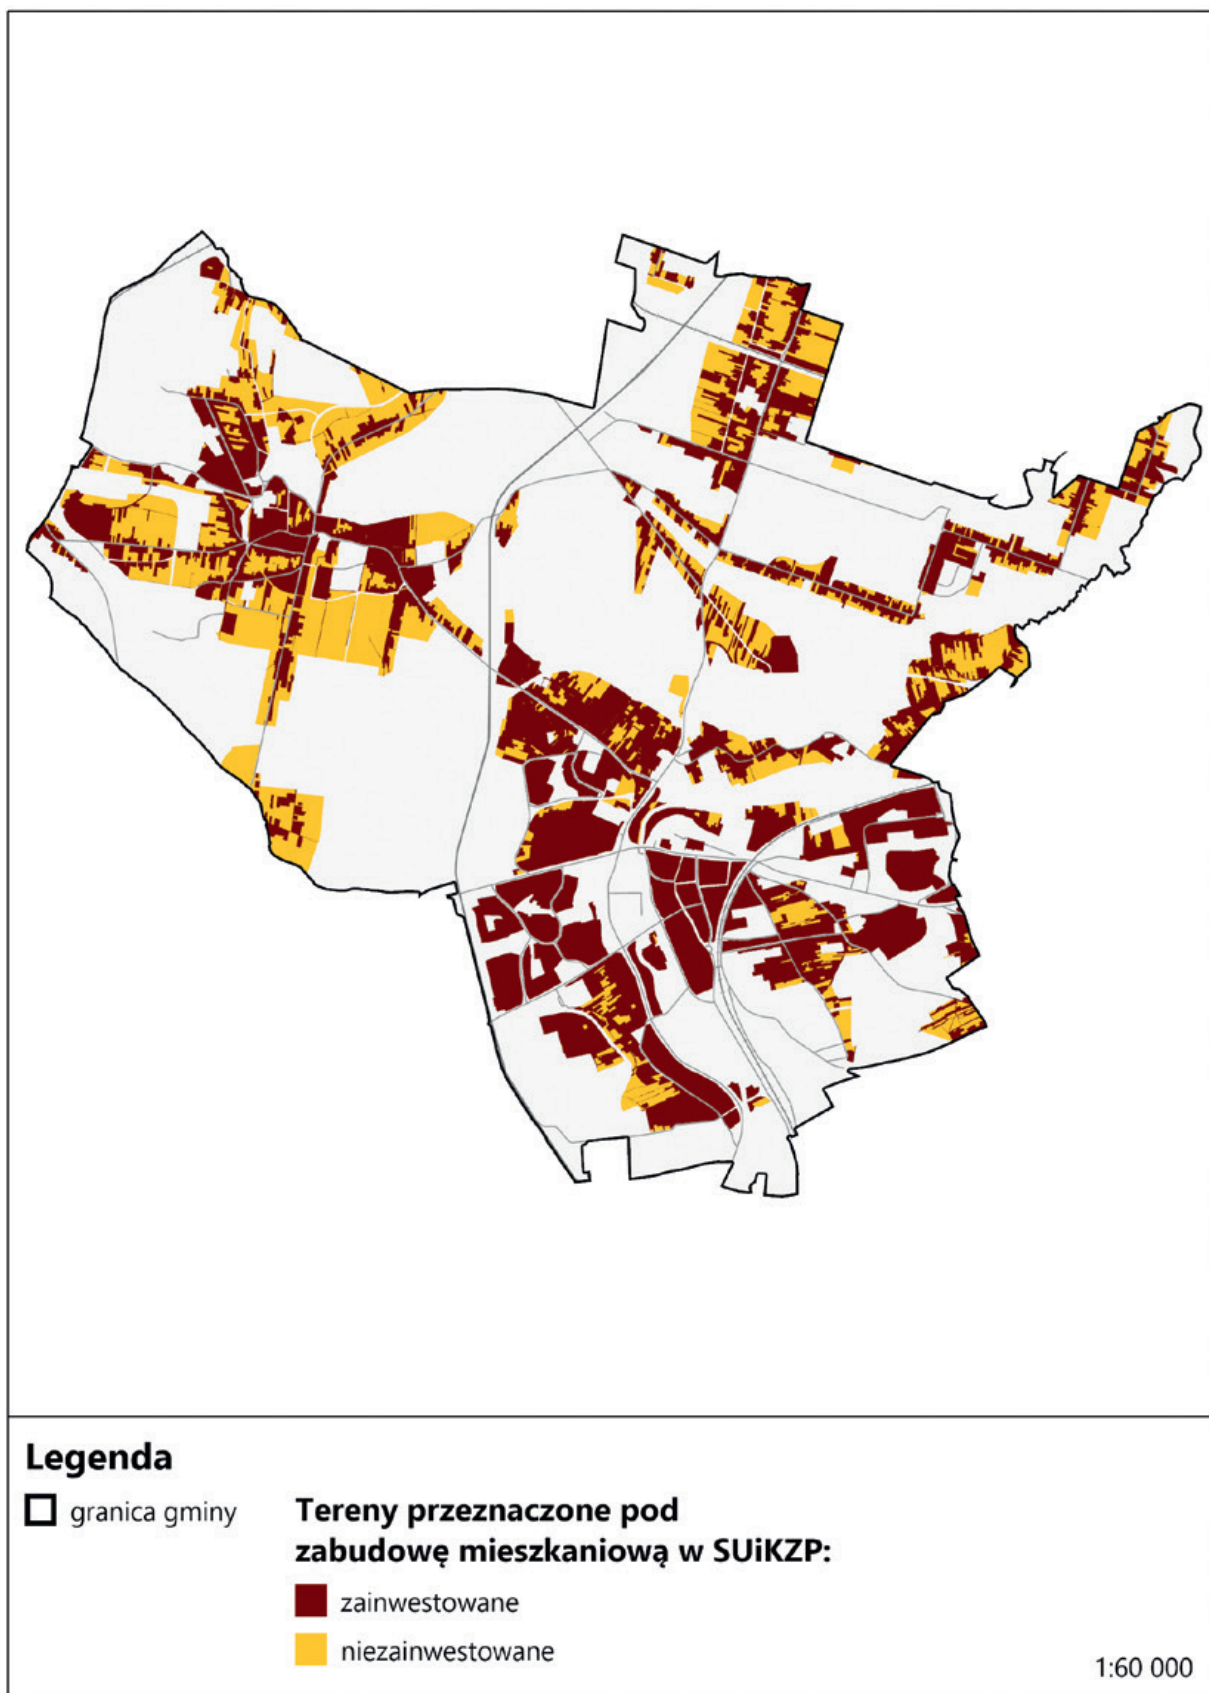 Legenda
granica gminy
Tereny przeznaczone pod
zabudowę mieszkaniową w SUiKZP:
zainwestowane
niezainwestowane
1:60 000